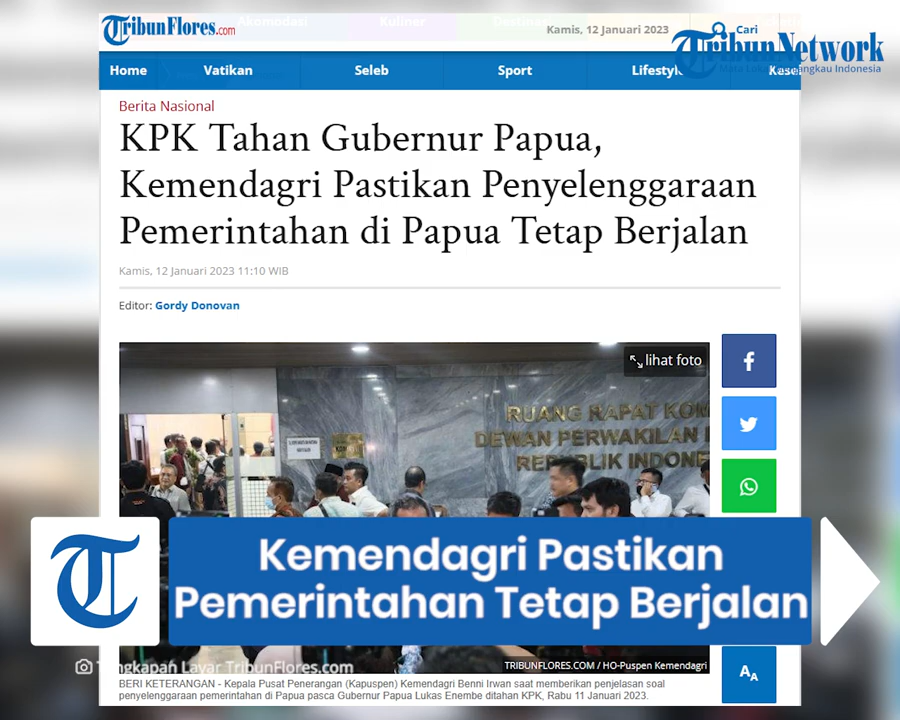 TribunFlores.com
Akomodasi
Kuliner
Kamis, 12 Januari 2023
Cari
TribunNetwork
Home
Vatikan
Seleb
Sport
Lifestyle
Berita Nasional
KPK Tahan Gubernur Papua,
Kemendagri Pastikan Penyelenggaraan
Pemerintahan di Papua Tetap Berjalan
Kamis, 12 Januari 2023 11:10 WIB
Editor: Gordy Donovan
lihat foto
RUANG RAPAT KOM
DEWAN PERWAKILAN
REPUBLIK INDONE
T
Kemendagri Pastikan
Pemerintahan Tetap Berjalan
Tangkapan Layar TribunFlores.com
TRIBUNFLORES.COM / HO-Puspen Kemendagri
AA
BERI KETERANGAN - Kepala Pusat Penerangan (Kapuspen) Kemendagri Benni Irwan saat memberikan penjelasan soal
penyelenggaraan pemerintahan di Papua pasca Gubernur Papua Lukas Enembe ditahan KPK, Rabu 11 Januari 2023.